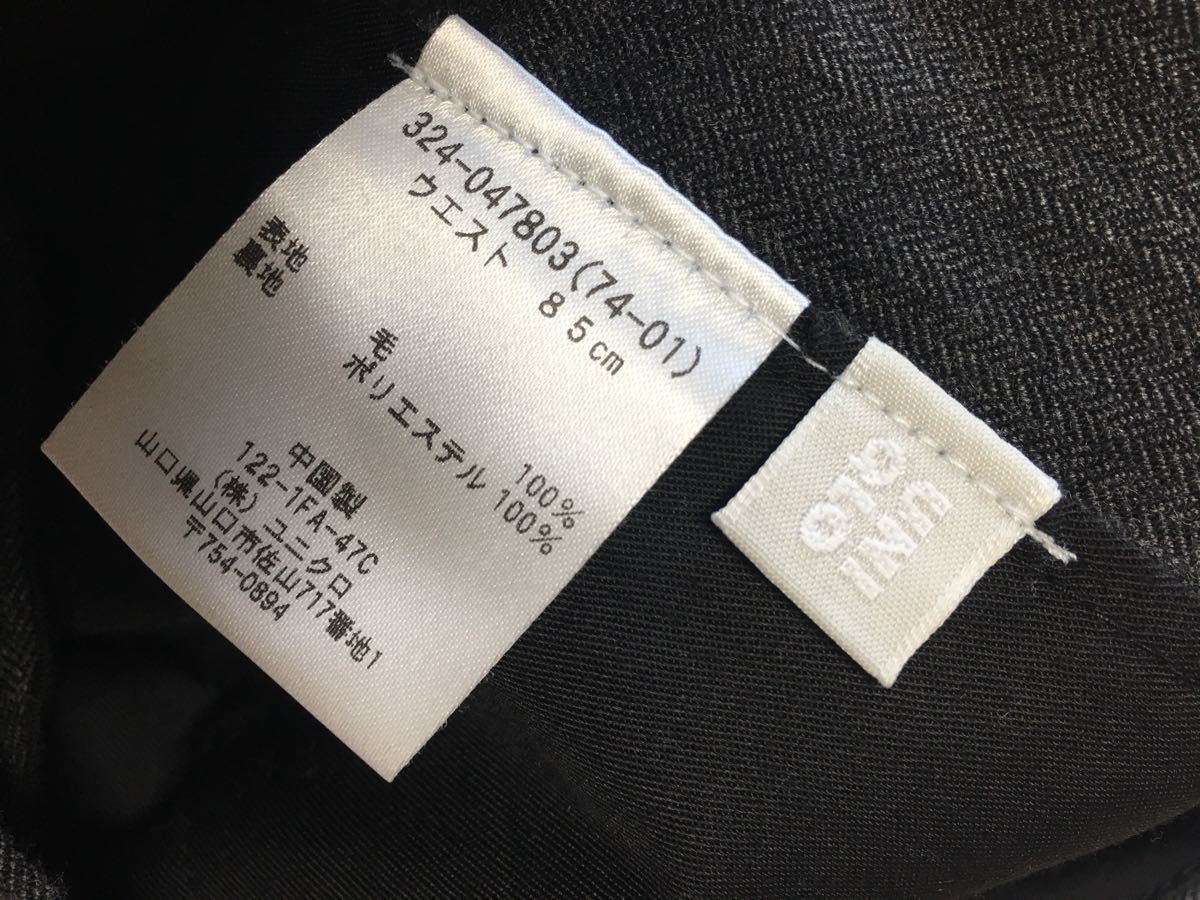 324-047803(74-01)
ウエスト 85cm
表地 毛 100%
裏地 ポリエステル 100%
中国製
122-1FA-47C
(株)ユニクロ
山口県山口市佐山717番地1
〒754-0894